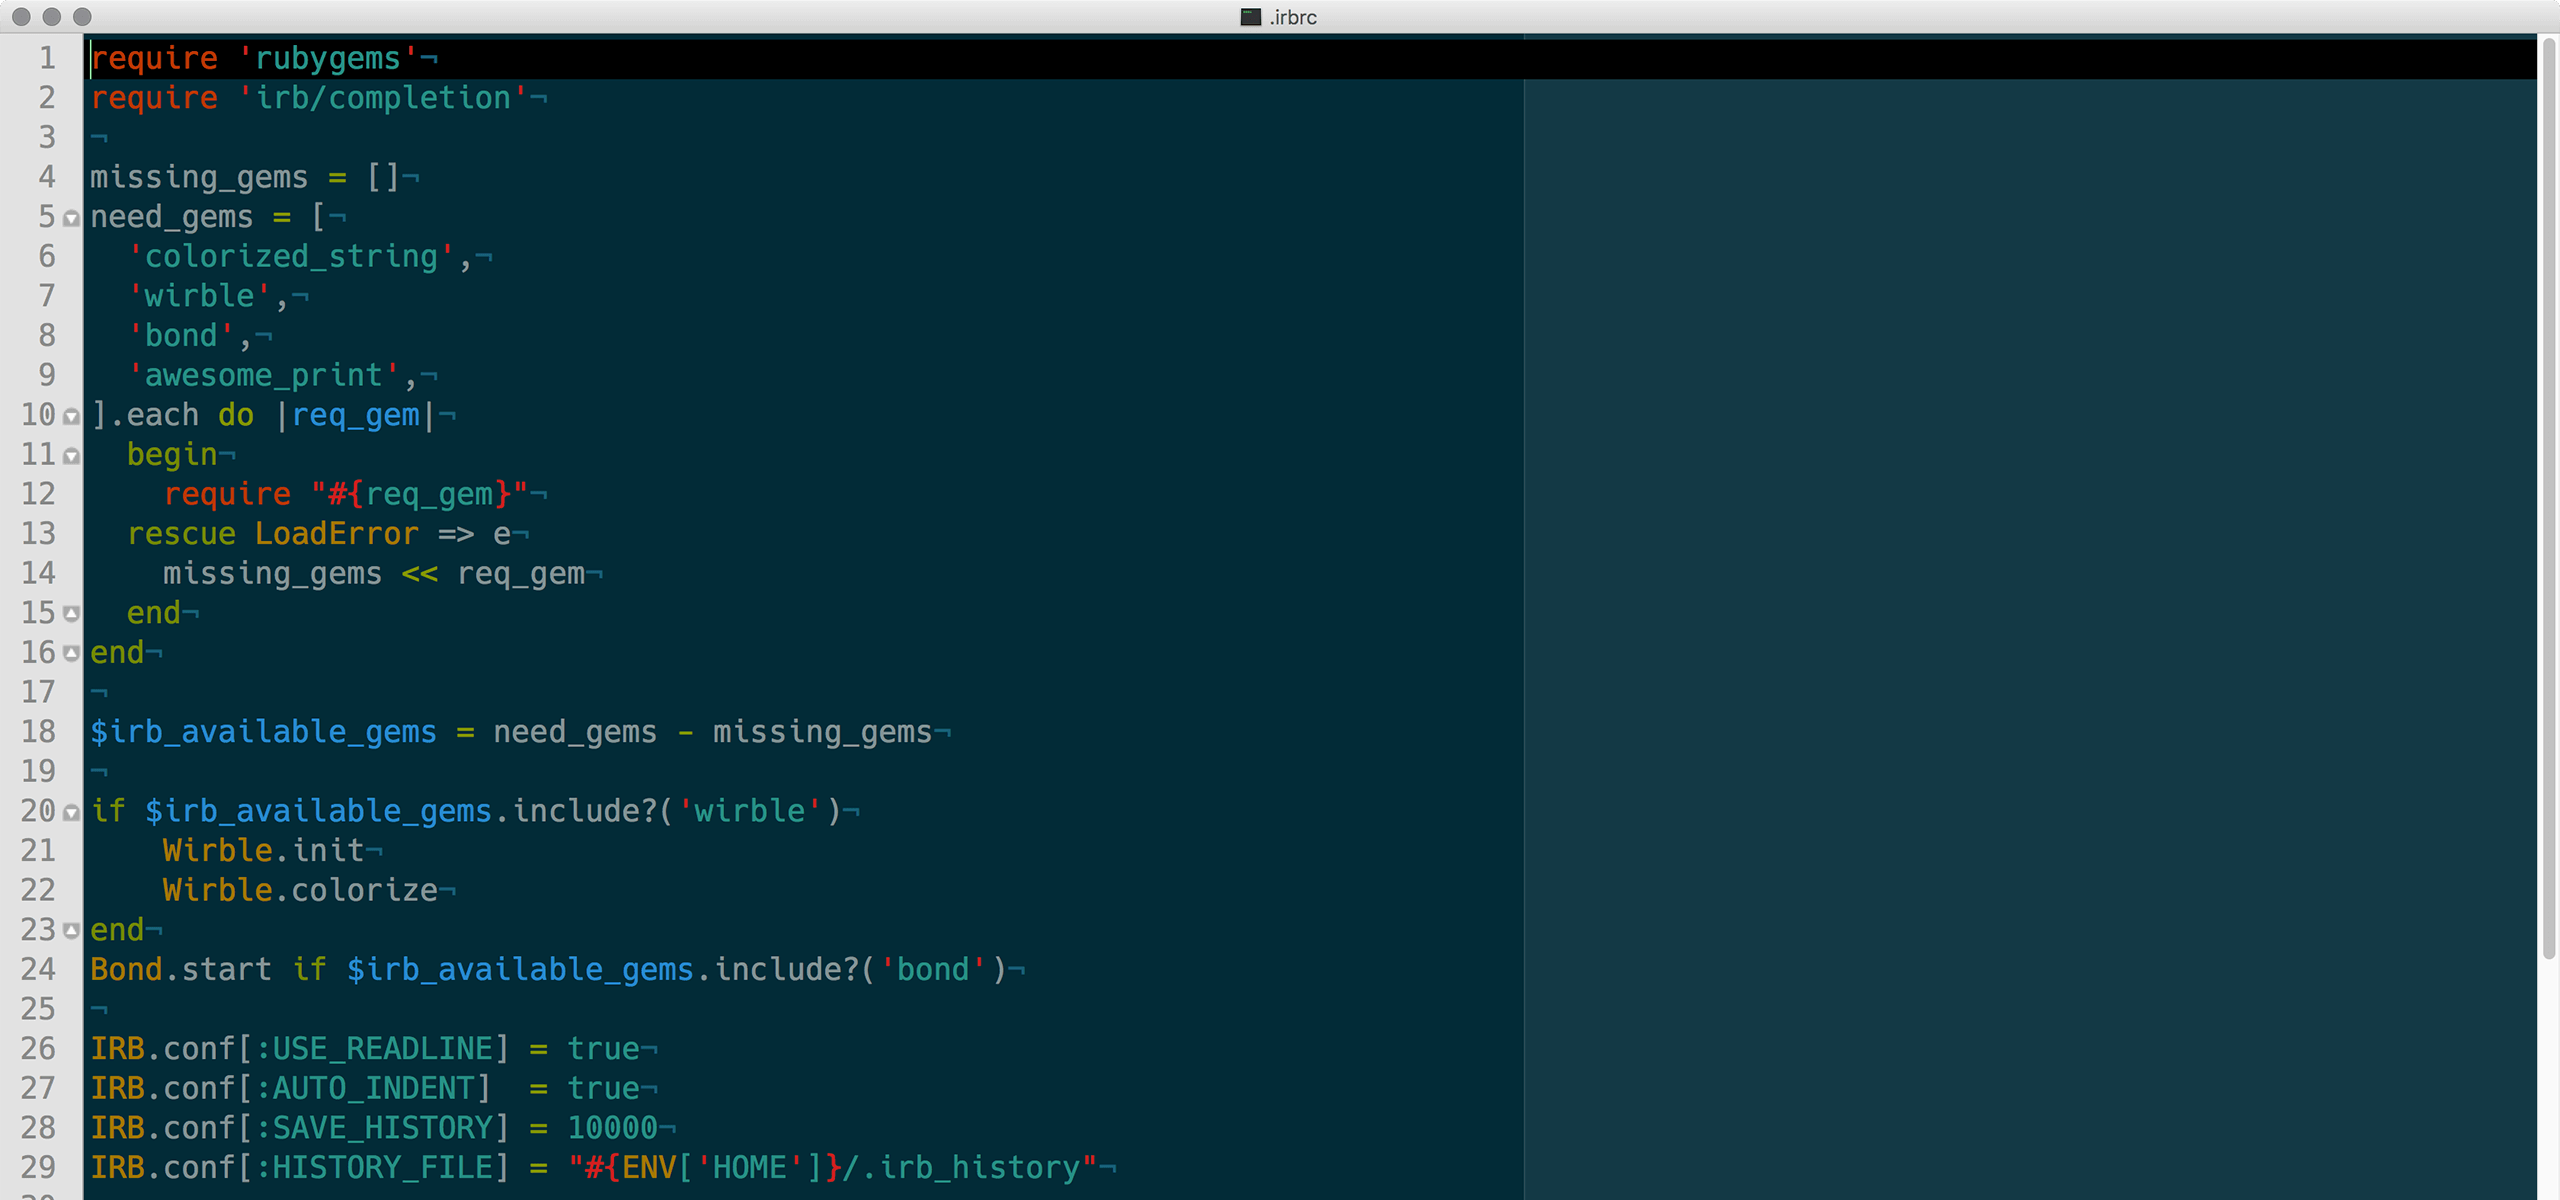 .irbrc
1 require 'rubygems'¬
2 require 'irb/completion'¬
3 ¬
4 missing_gems = []¬
5 need_gems = [¬
6   'colorized_string',¬
7   'wirble',¬
8   'bond',¬
9   'awesome_print',¬
10 ].each do |req_gem|¬
11   begin¬
12     require "#{req_gem}"¬
13   rescue LoadError => e¬
14     missing_gems << req_gem¬
15   end¬
16 end¬
17 ¬
18 $irb_available_gems = need_gems - missing_gems¬
19 ¬
20 if $irb_available_gems.include?('wirble')¬
21     Wirble.init¬
22     Wirble.colorize¬
23 end¬
24 Bond.start if $irb_available_gems.include?('bond')¬
25 ¬
26 IRB.conf[:USE_READLINE] = true¬
27 IRB.conf[:AUTO_INDENT]  = true¬
28 IRB.conf[:SAVE_HISTORY] = 10000¬
29 IRB.conf[:HISTORY_FILE] = "#{ENV['HOME']}/.irb_history"¬